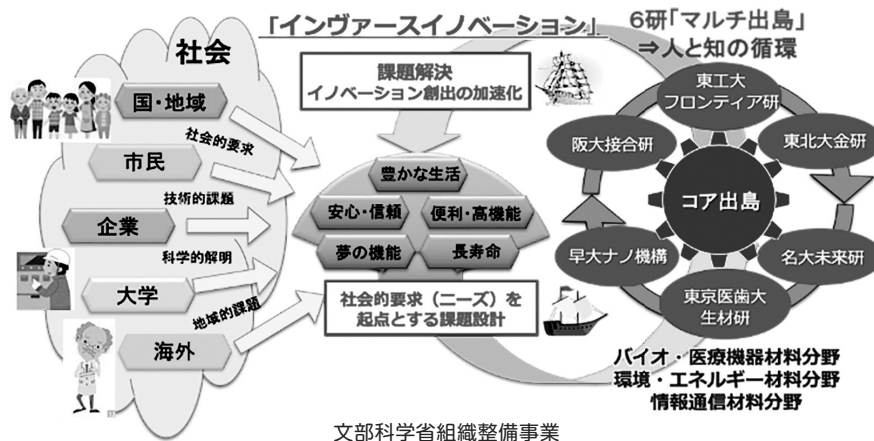 「インヴァースイノベーション」
6研「マルチ出島」
⇒人と知の循環
社会
国・地域
市民
企業
大学
海外
社会的要求
技術的課題
科学的解明
地域的課題
課題解決
イノベーション創出の加速化
豊かな生活
安心・信頼
便利・高機能
夢の機能
長寿命
社会的要求（ニーズ）を
起点とする課題設計
東工大
フロンティア研
東北大金研
名大未来研
東京医歯大
生材研
早大ナノ機構
阪大接合研
コア出島
バイオ・医療機器材料分野
環境・エネルギー材料分野
情報通信材料分野
文部科学省組織整備事業